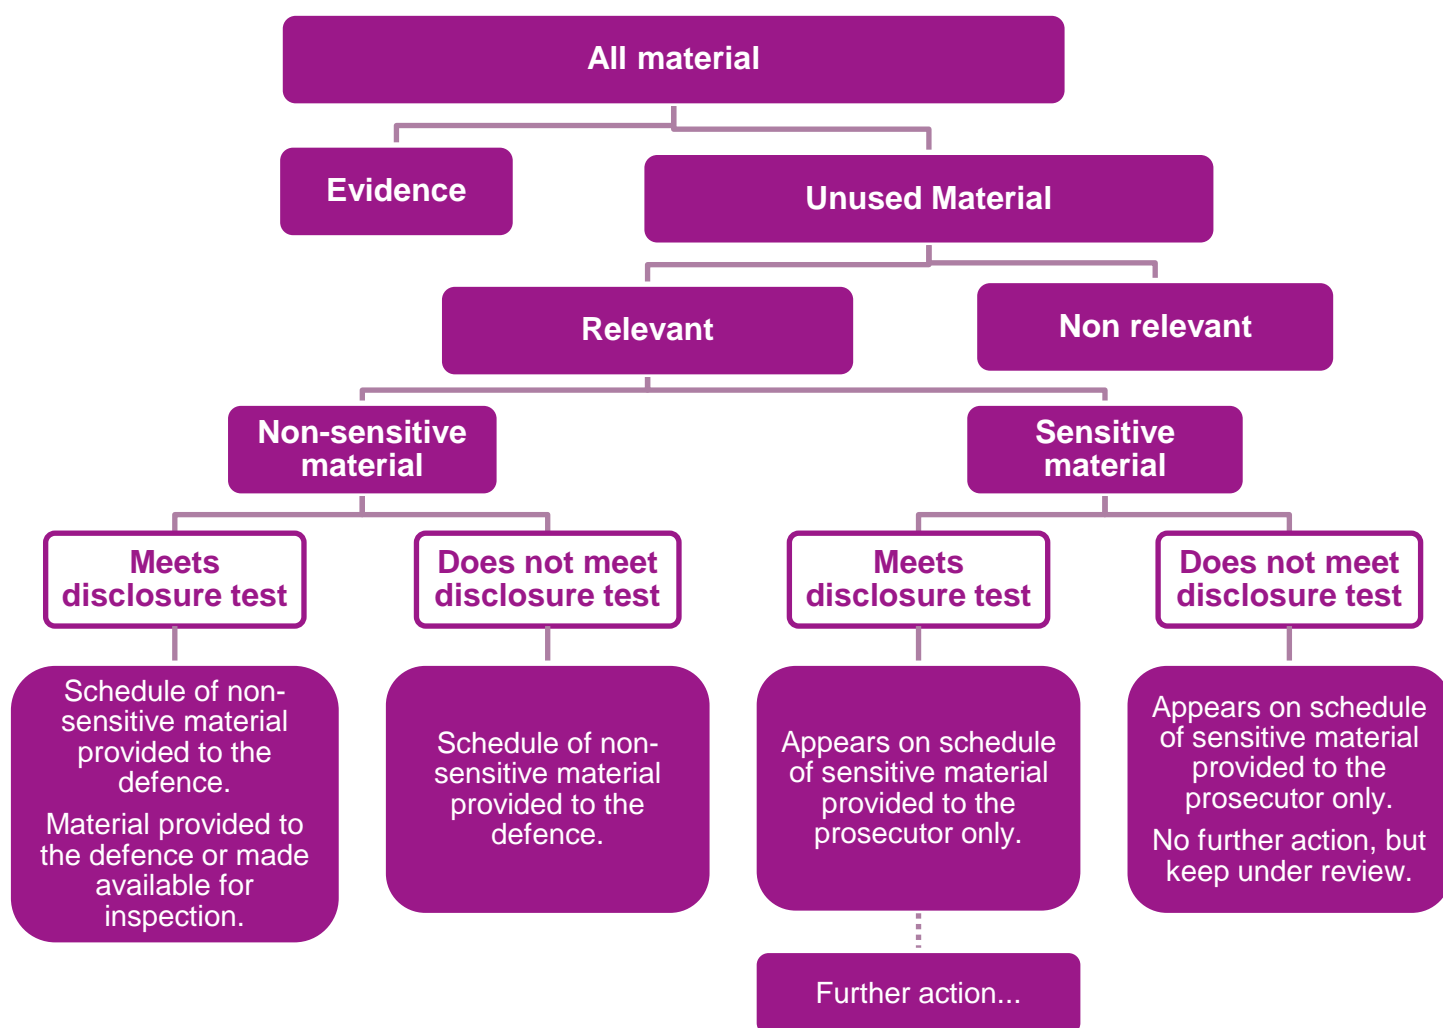 All material
Evidence
Unused Material
Relevant
Non relevant
Non-sensitive
material
Sensitive
material
Meets
disclosure test
Does not meet
disclosure test
Meets
disclosure test
Does not meet
disclosure test
Schedule of non-
sensitive material
provided to the
defence.
Material provided to
the defence or made
available for
inspection.
Schedule of non-
sensitive material
provided to the
defence.
Appears on schedule
of sensitive material
provided to the
prosecutor only.
Appears on schedule
of sensitive material
provided to the
prosecutor only.
No further action, but
keep under review.
Further action...